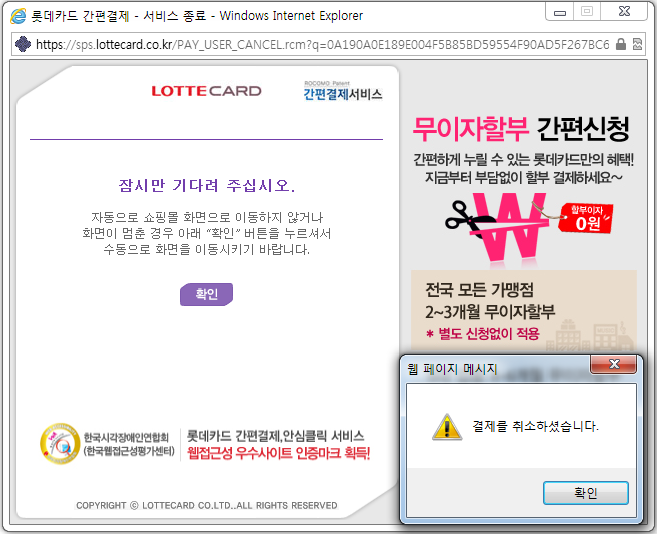 롯데카드 간편결제 - 서비스 종료 - Windows Internet Explorer
https://sps.lottecard.co.kr/PAY_USER_CANCEL.rcm?q=0A190A0E189E004F5B85BD59554F90AD5F267BC6
LOTTECARD
ROCOMO Patent
간편결제서비스
잠시만 기다려 주십시오.
자동으로 쇼핑몰 화면으로 이동하지 않거나
화면이 멈춘 경우 아래 "확인" 버튼을 누르셔서
수동으로 화면을 이동시키기 바랍니다.
확인
한국시각장애인연합회
(한국웹접근성평가센터)
롯데카드 간편결제,안심클릭 서비스
웹접근성 우수사이트 인증마크 획득!
COPYRIGHT ⓒ LOTTECARD CO.LTD..ALL RIGHTS RESERVED
무이자할부 간편신청
간편하게 누릴 수 있는 롯데카드만의 혜택!
지금부터 부담없이 할부 결제하세요~
할부이자
0원
전국 모든 가맹점
2~3개월 무이자할부
* 별도 신청없이 적용
웹 페이지 메시지
결제를 취소하셨습니다.
확인